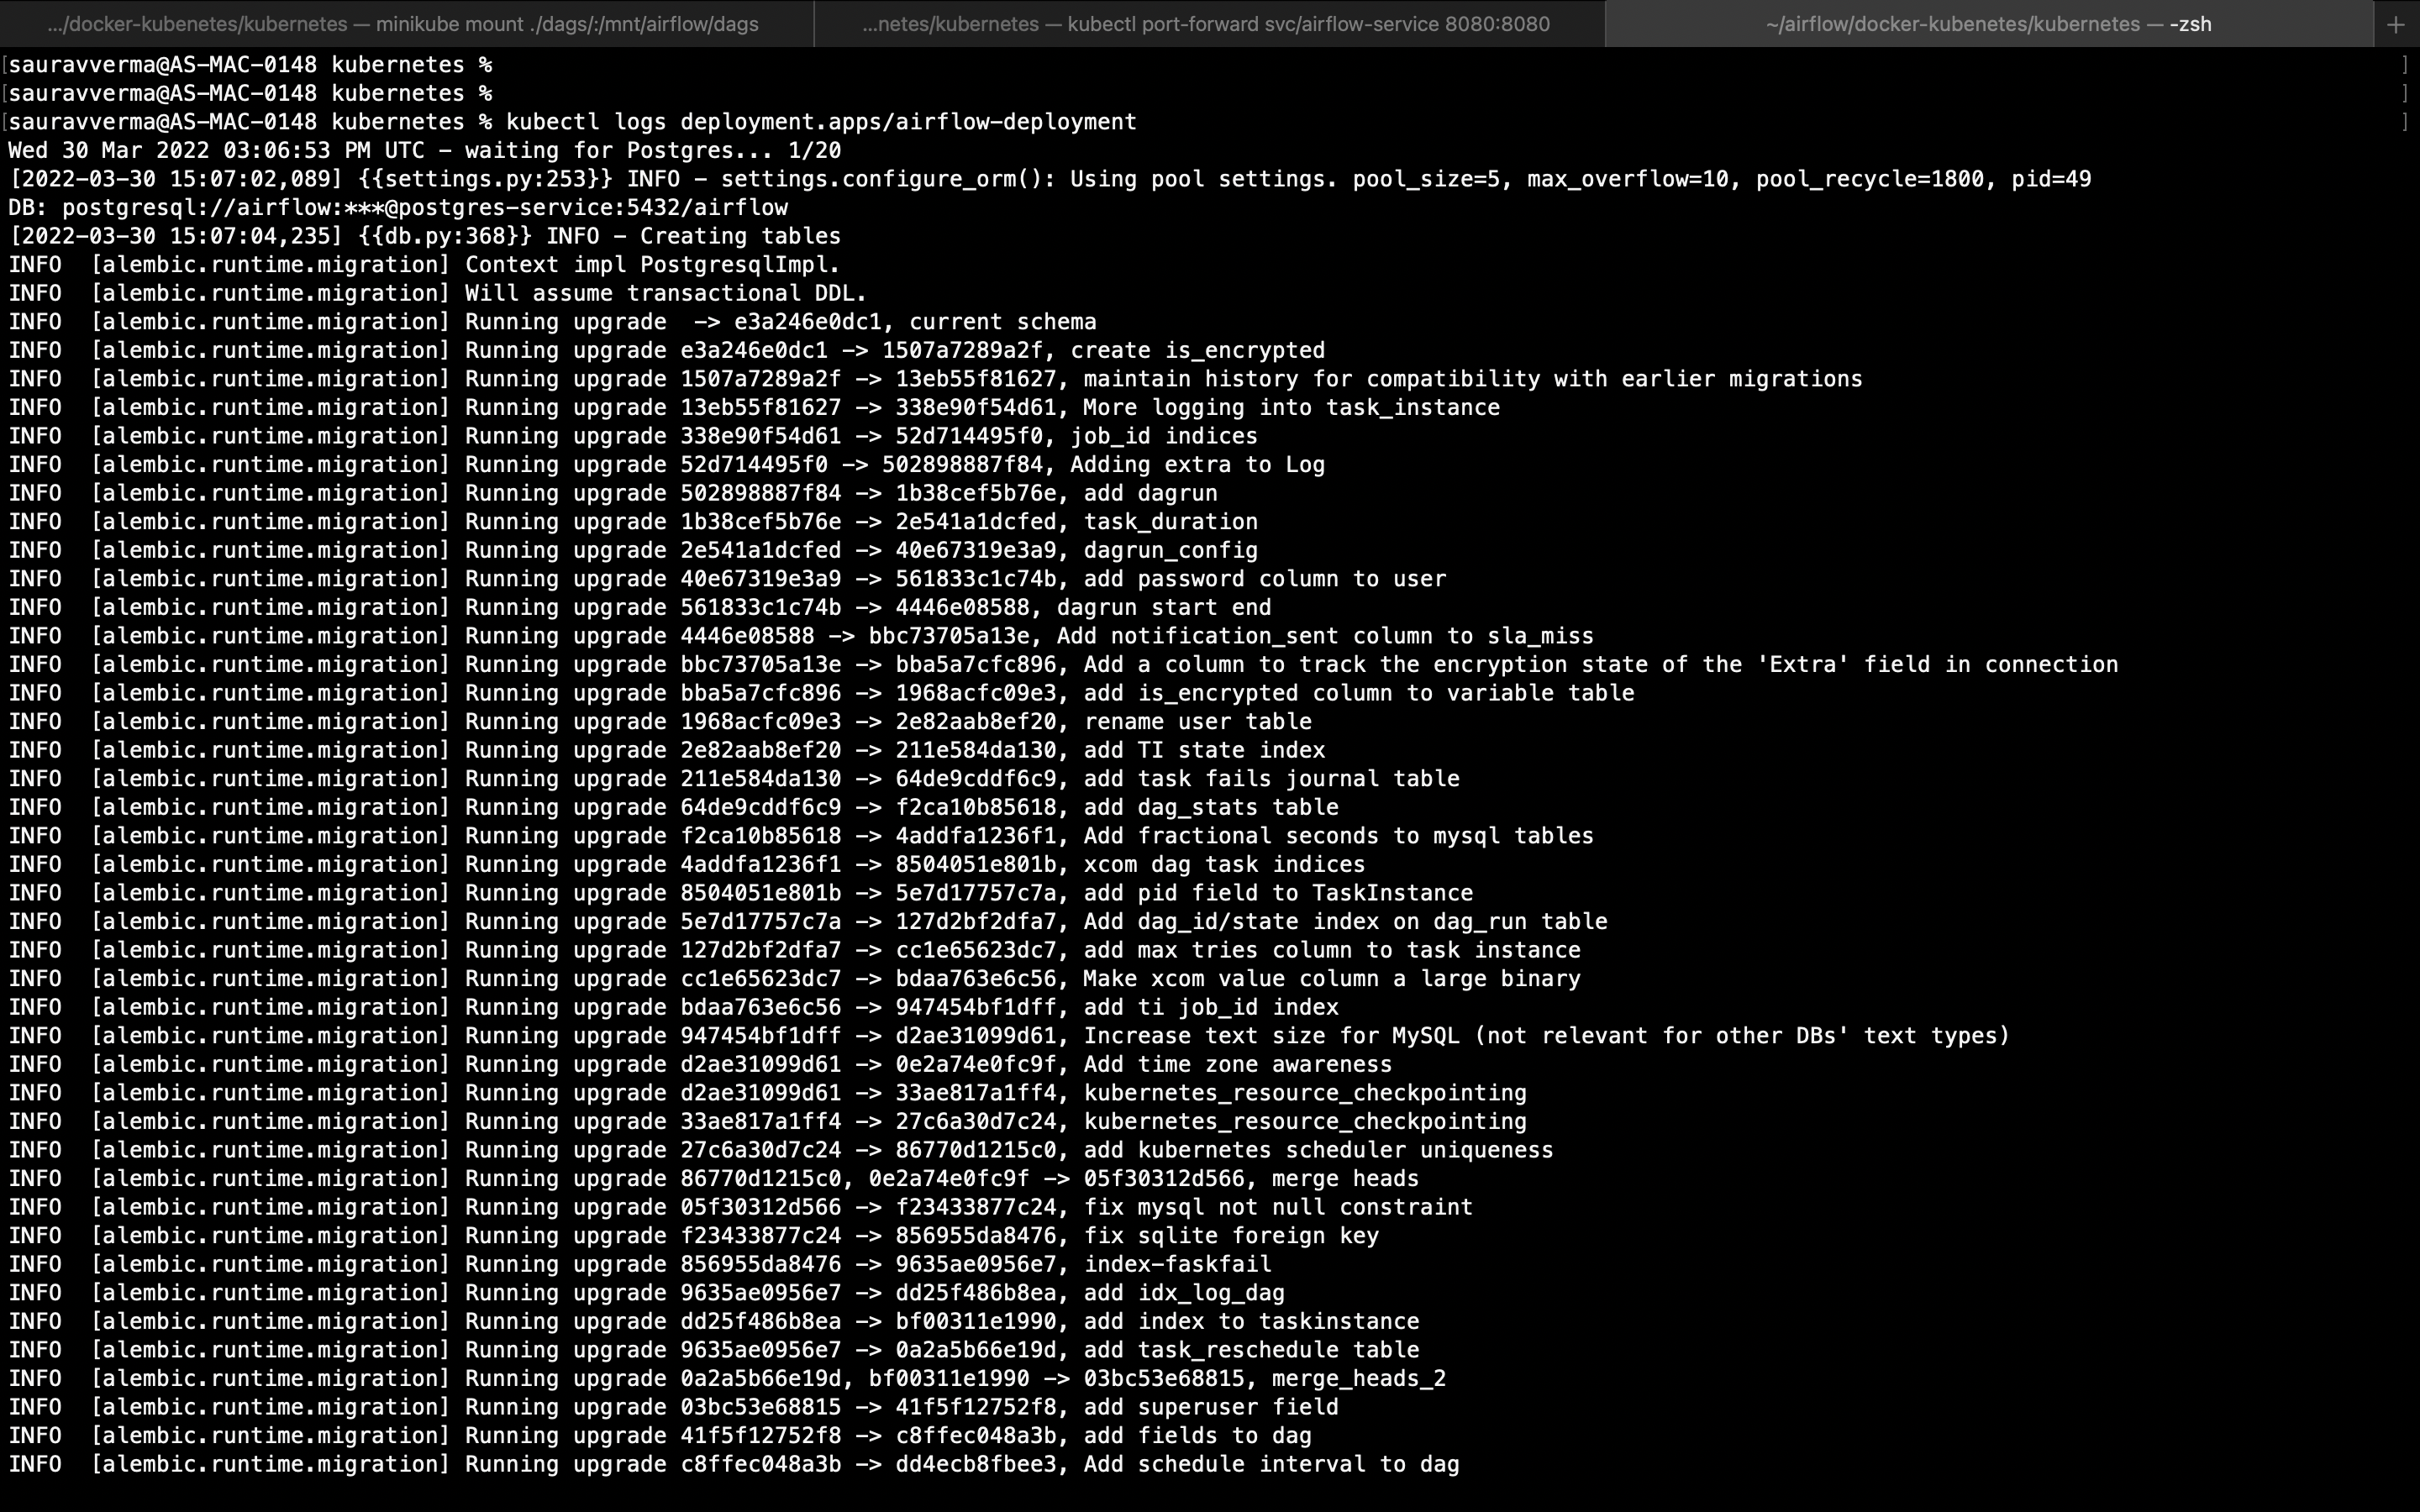 .../docker-kubenetes/kubernetes — minikube mount ./dags/:/mnt/airflow/dags
...netes/kubernetes — kubectl port-forward svc/airflow-service 8080:8080
~/airflow/docker-kubenetes/kubernetes — -zsh
+
[sauravverma@AS-MAC-0148 kubernetes % ]
[sauravverma@AS-MAC-0148 kubernetes % ]
[sauravverma@AS-MAC-0148 kubernetes % kubectl logs deployment.apps/airflow-deployment ]
Wed 30 Mar 2022 03:06:53 PM UTC - waiting for Postgres... 1/20
[2022-03-30 15:07:02,089] {{settings.py:253}} INFO - settings.configure_orm(): Using pool settings. pool_size=5, max_overflow=10, pool_recycle=1800, pid=49
DB: postgresql://airflow:***@postgres-service:5432/airflow
[2022-03-30 15:07:04,235] {{db.py:368}} INFO - Creating tables
INFO  [alembic.runtime.migration] Context impl PostgresqlImpl.
INFO  [alembic.runtime.migration] Will assume transactional DDL.
INFO  [alembic.runtime.migration] Running upgrade  -> e3a246e0dc1, current schema
INFO  [alembic.runtime.migration] Running upgrade e3a246e0dc1 -> 1507a7289a2f, create is_encrypted
INFO  [alembic.runtime.migration] Running upgrade 1507a7289a2f -> 13eb55f81627, maintain history for compatibility with earlier migrations
INFO  [alembic.runtime.migration] Running upgrade 13eb55f81627 -> 338e90f54d61, More logging into task_instance
INFO  [alembic.runtime.migration] Running upgrade 338e90f54d61 -> 52d714495f0, job_id indices
INFO  [alembic.runtime.migration] Running upgrade 52d714495f0 -> 502898887f84, Adding extra to Log
INFO  [alembic.runtime.migration] Running upgrade 502898887f84 -> 1b38cef5b76e, add dagrun
INFO  [alembic.runtime.migration] Running upgrade 1b38cef5b76e -> 2e541a1dcfed, task_duration
INFO  [alembic.runtime.migration] Running upgrade 2e541a1dcfed -> 40e67319e3a9, dagrun_config
INFO  [alembic.runtime.migration] Running upgrade 40e67319e3a9 -> 561833c1c74b, add password column to user
INFO  [alembic.runtime.migration] Running upgrade 561833c1c74b -> 4446e08588, dagrun start end
INFO  [alembic.runtime.migration] Running upgrade 4446e08588 -> bbc73705a13e, Add notification_sent column to sla_miss
INFO  [alembic.runtime.migration] Running upgrade bbc73705a13e -> bba5a7cfc896, Add a column to track the encryption state of the 'Extra' field in connection
INFO  [alembic.runtime.migration] Running upgrade bba5a7cfc896 -> 1968acfc09e3, add is_encrypted column to variable table
INFO  [alembic.runtime.migration] Running upgrade 1968acfc09e3 -> 2e82aab8ef20, rename user table
INFO  [alembic.runtime.migration] Running upgrade 2e82aab8ef20 -> 211e584da130, add TI state index
INFO  [alembic.runtime.migration] Running upgrade 211e584da130 -> 64de9cddf6c9, add task fails journal table
INFO  [alembic.runtime.migration] Running upgrade 64de9cddf6c9 -> f2ca10b85618, add dag_stats table
INFO  [alembic.runtime.migration] Running upgrade f2ca10b85618 -> 4addfa1236f1, Add fractional seconds to mysql tables
INFO  [alembic.runtime.migration] Running upgrade 4addfa1236f1 -> 8504051e801b, xcom dag task indices
INFO  [alembic.runtime.migration] Running upgrade 8504051e801b -> 5e7d17757c7a, add pid field to TaskInstance
INFO  [alembic.runtime.migration] Running upgrade 5e7d17757c7a -> 127d2bf2dfa7, Add dag_id/state index on dag_run table
INFO  [alembic.runtime.migration] Running upgrade 127d2bf2dfa7 -> cc1e65623dc7, add max tries column to task instance
INFO  [alembic.runtime.migration] Running upgrade cc1e65623dc7 -> bdaa763e6c56, Make xcom value column a large binary
INFO  [alembic.runtime.migration] Running upgrade bdaa763e6c56 -> 947454bf1dff, add ti job_id index
INFO  [alembic.runtime.migration] Running upgrade 947454bf1dff -> d2ae31099d61, Increase text size for MySQL (not relevant for other DBs' text types)
INFO  [alembic.runtime.migration] Running upgrade d2ae31099d61 -> 0e2a74e0fc9f, Add time zone awareness
INFO  [alembic.runtime.migration] Running upgrade d2ae31099d61 -> 33ae817a1ff4, kubernetes_resource_checkpointing
INFO  [alembic.runtime.migration] Running upgrade 33ae817a1ff4 -> 27c6a30d7c24, kubernetes_resource_checkpointing
INFO  [alembic.runtime.migration] Running upgrade 27c6a30d7c24 -> 86770d1215c0, add kubernetes scheduler uniqueness
INFO  [alembic.runtime.migration] Running upgrade 86770d1215c0, 0e2a74e0fc9f -> 05f30312d566, merge heads
INFO  [alembic.runtime.migration] Running upgrade 05f30312d566 -> f23433877c24, fix mysql not null constraint
INFO  [alembic.runtime.migration] Running upgrade f23433877c24 -> 856955da8476, fix sqlite foreign key
INFO  [alembic.runtime.migration] Running upgrade 856955da8476 -> 9635ae0956e7, index-faskfail
INFO  [alembic.runtime.migration] Running upgrade 9635ae0956e7 -> dd25f486b8ea, add idx_log_dag
INFO  [alembic.runtime.migration] Running upgrade dd25f486b8ea -> bf00311e1990, add index to taskinstance
INFO  [alembic.runtime.migration] Running upgrade 9635ae0956e7 -> 0a2a5b66e19d, add task_reschedule table
INFO  [alembic.runtime.migration] Running upgrade 0a2a5b66e19d, bf00311e1990 -> 03bc53e68815, merge_heads_2
INFO  [alembic.runtime.migration] Running upgrade 03bc53e68815 -> 41f5f12752f8, add superuser field
INFO  [alembic.runtime.migration] Running upgrade 41f5f12752f8 -> c8ffec048a3b, add fields to dag
INFO  [alembic.runtime.migration] Running upgrade c8ffec048a3b -> dd4ecb8fbee3, Add schedule interval to dag